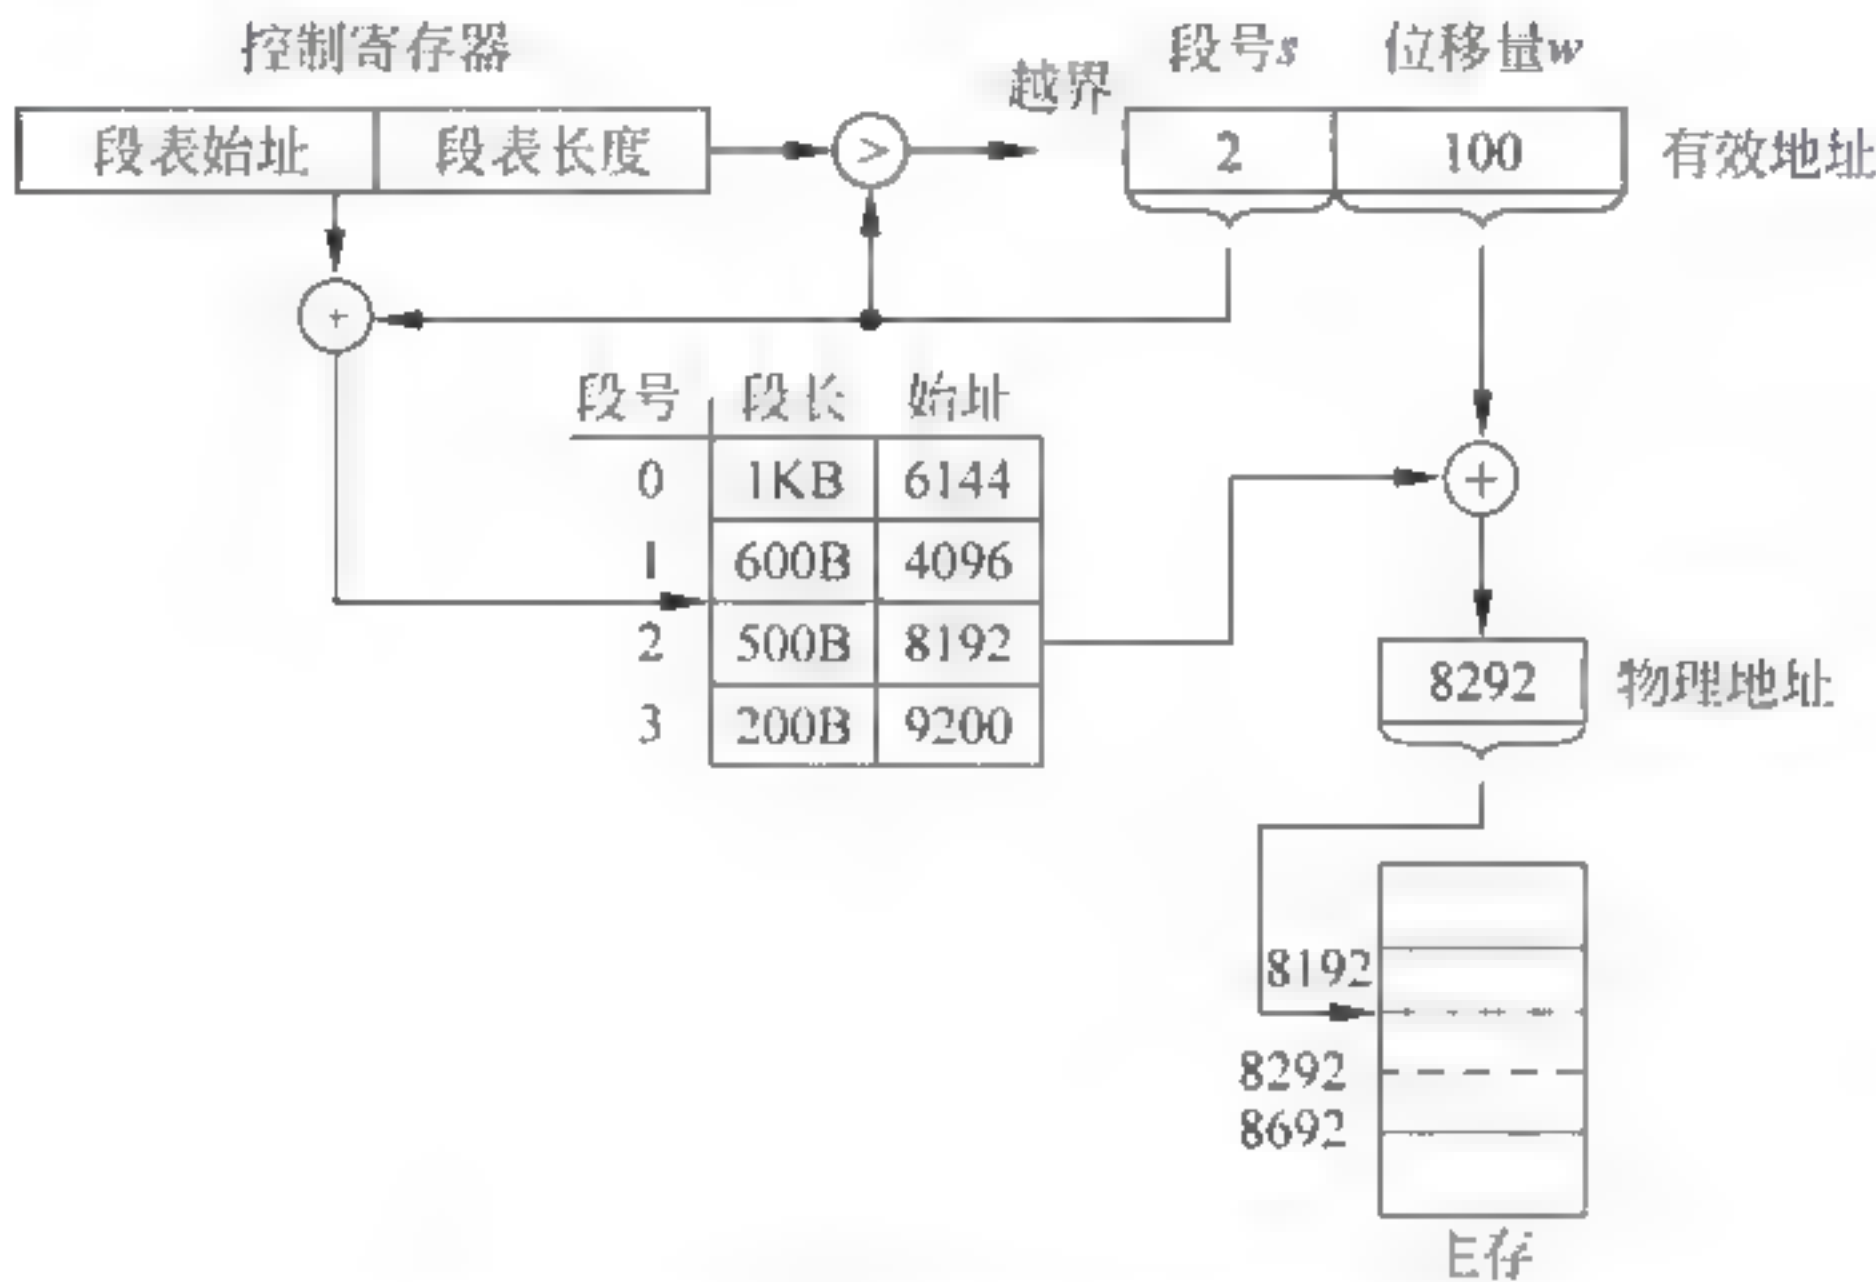 控制寄存器
段表始址 段表长度
>
越界
段号s 位移量w
2 100 有效地址
+
段号 段长 始址
0 1KB 6144
1 600B 4096
2 500B 8192
3 200B 9200
+
8292 物理地址
8192
8292
8692
主存